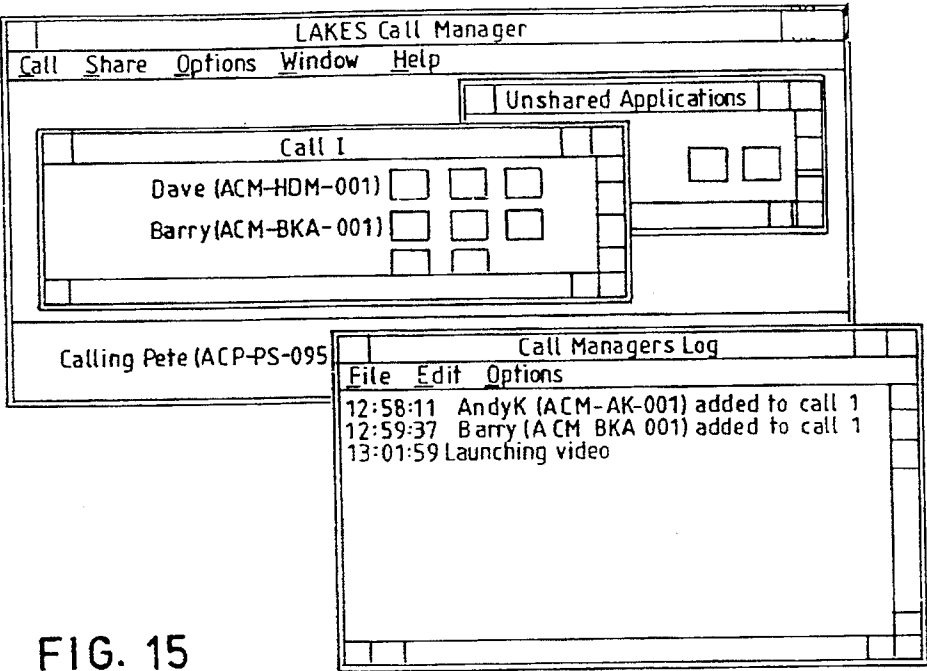 LAKES Call Manager
Call Share Options Window Help
Unshared Applications
Call I
Dave (ACM-HDM-001)
Barry(ACM-BKA-001)
Calling Pete (ACP-PS-095
Call Managers Log
File Edit Options
12:58:11 AndyK (ACM-AK-001) added to call 1
12:59:37 Barry (ACM BKA 001) added to call 1
13:01:59 Launching video
FIG. 15